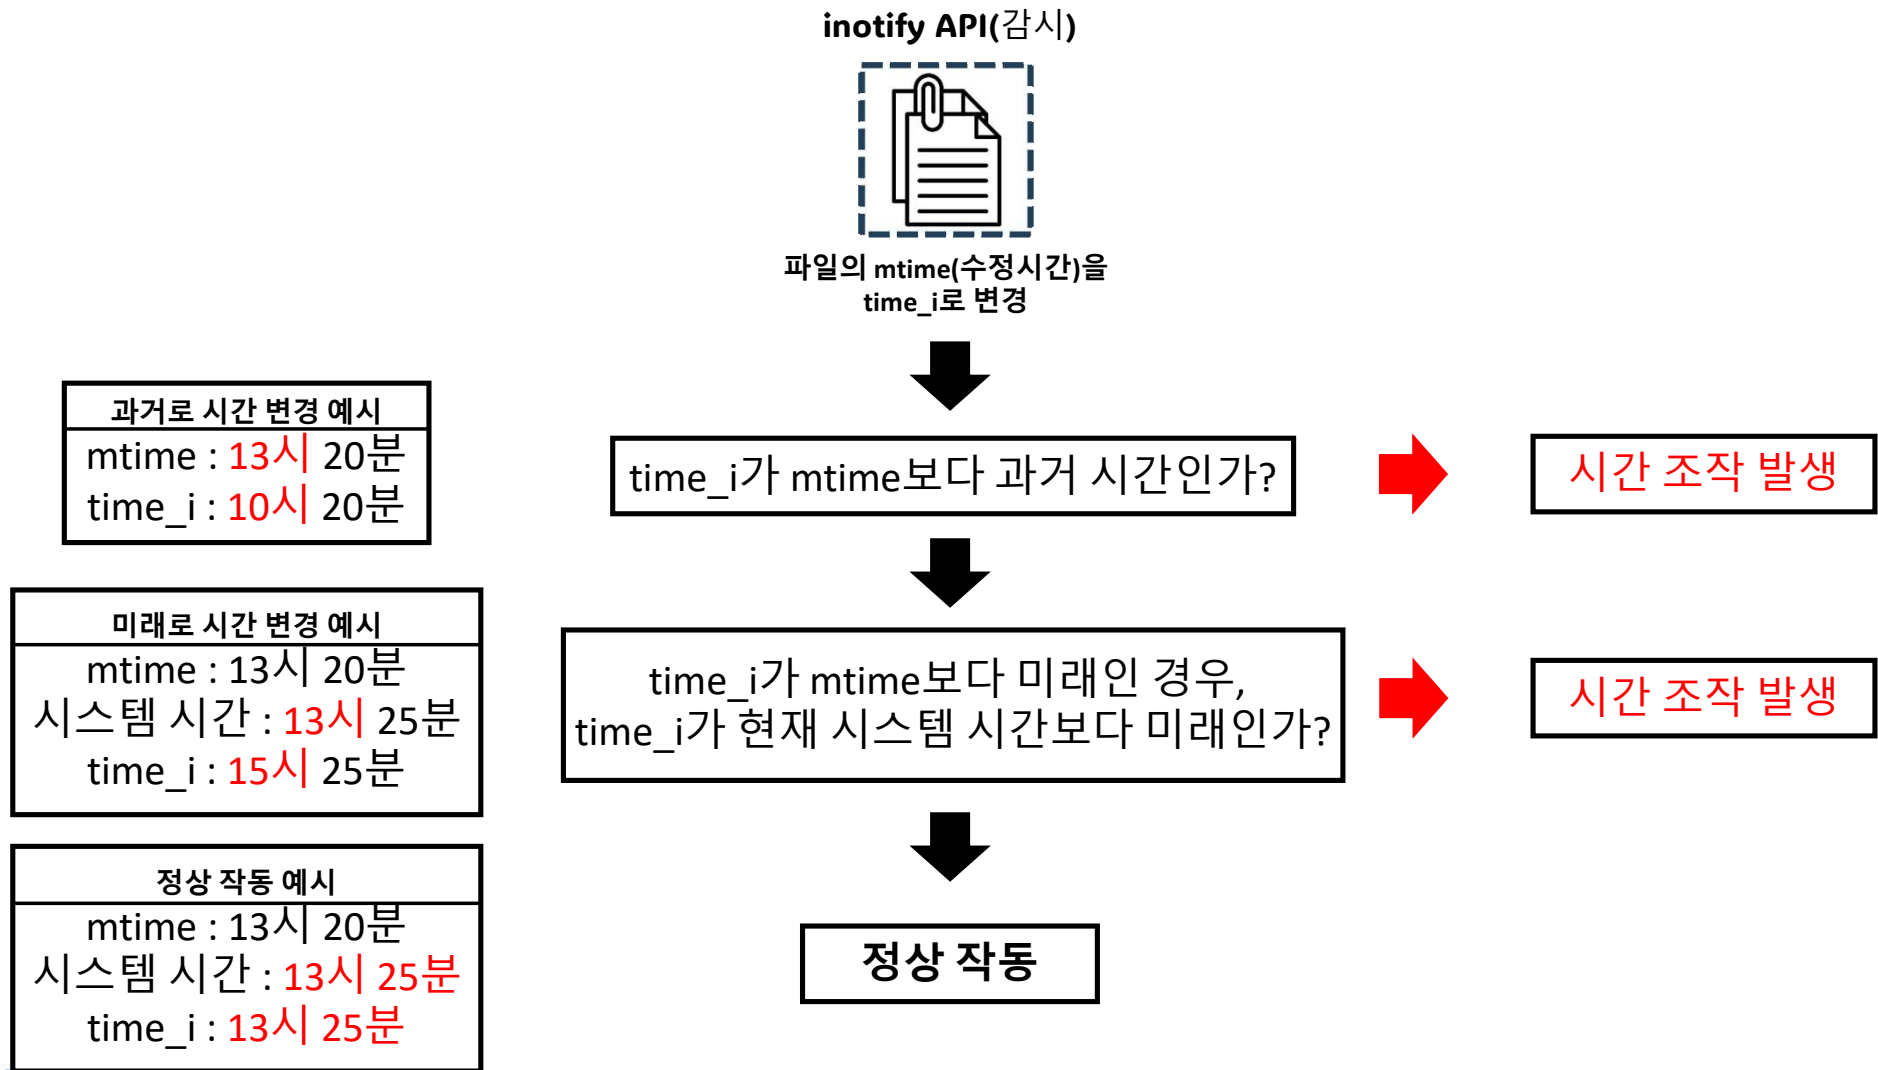 inotify API(감시)
파일의 mtime(수정시간)을
time_i로 변경
과거로 시간 변경 예시
mtime : 13시 20분
time_i : 10시 20분
time_i가 mtime보다 과거 시간인가?
시간 조작 발생
미래로 시간 변경 예시
mtime : 13시 20분
시스템 시간 : 13시 25분
time_i : 15시 25분
time_i가 mtime보다 미래인 경우,
time_i가 현재 시스템 시간보다 미래인가?
시간 조작 발생
정상 작동 예시
mtime : 13시 20분
시스템 시간 : 13시 25분
time_i : 13시 25분
정상 작동